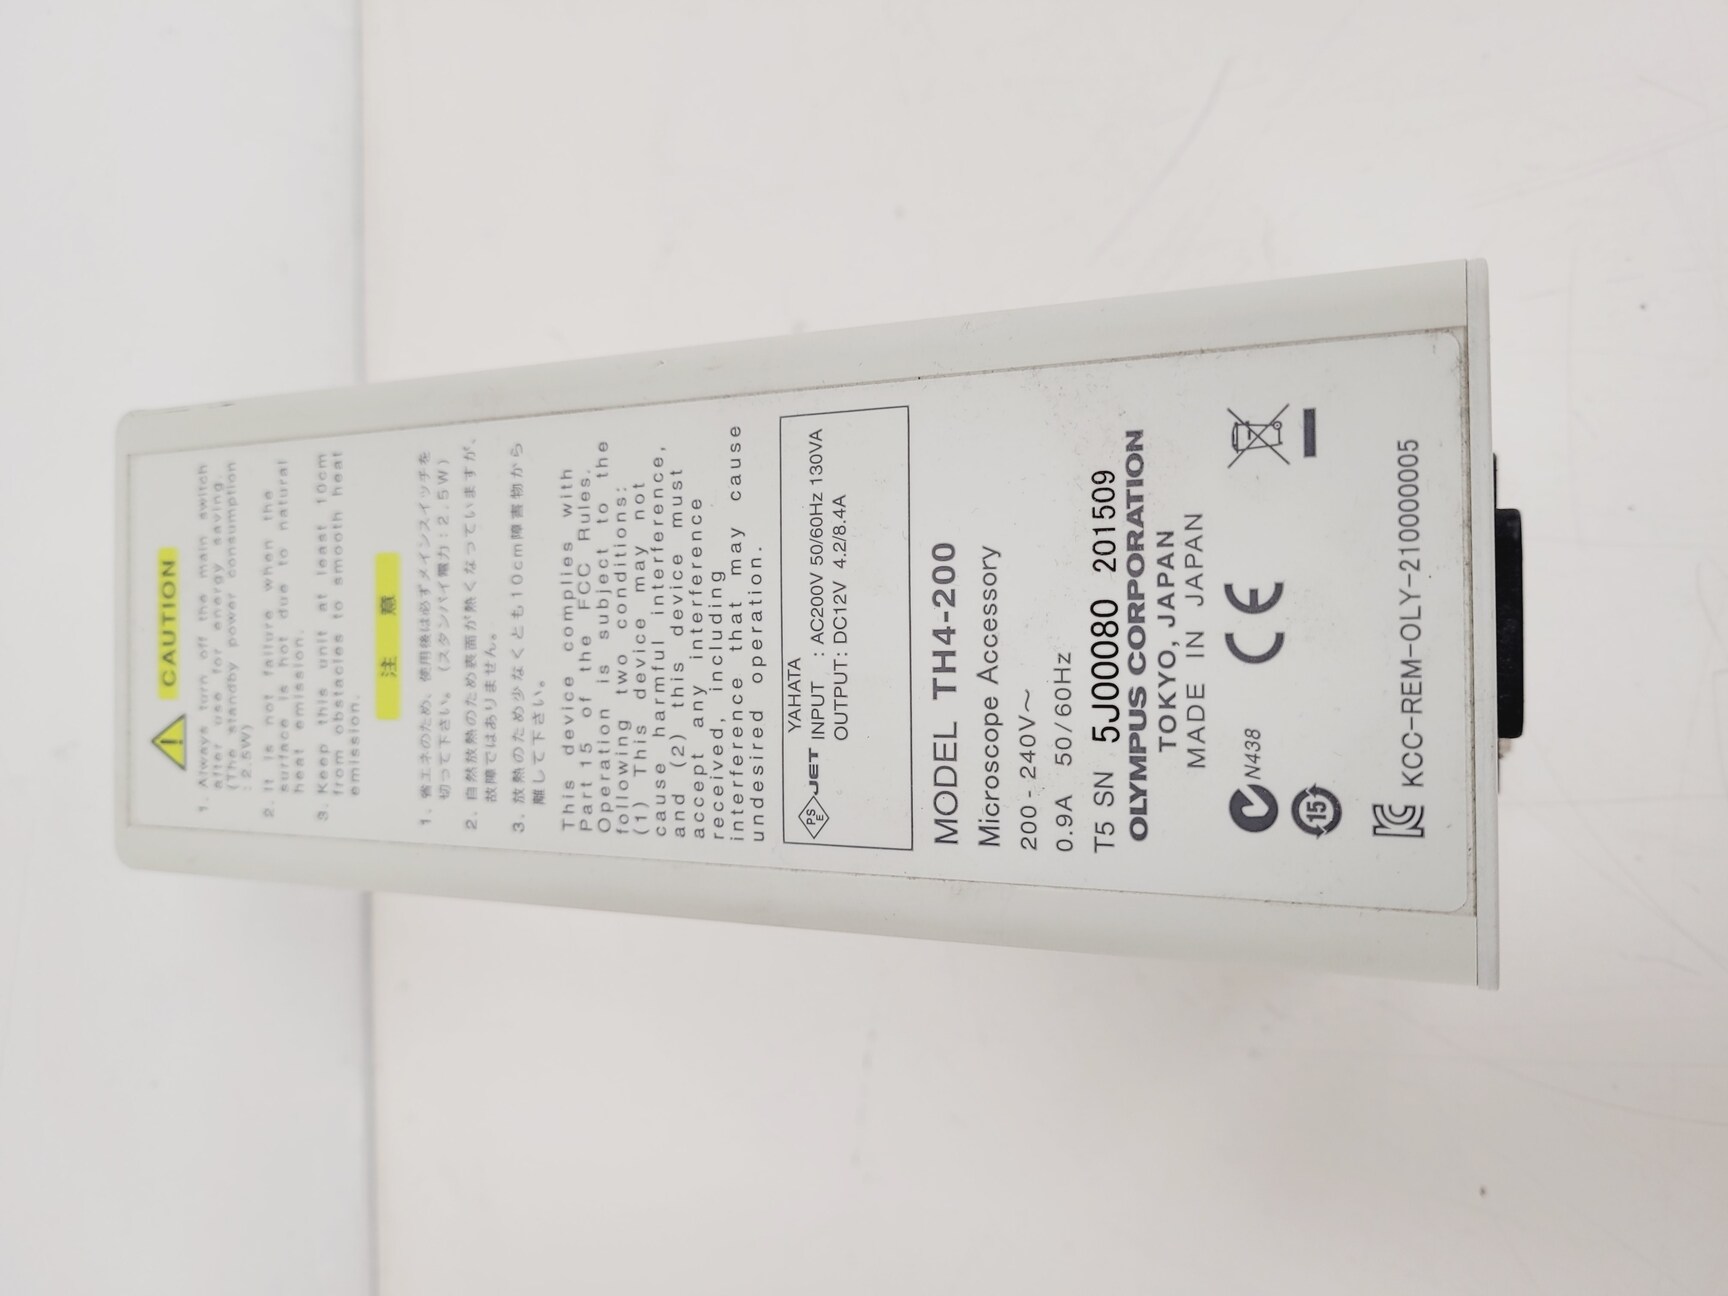 CAUTION
1. Always turn off the main switch
after use for energy saving.
(The standby power consumption
: 2.5W)
2. It is not failure when the
surface is hot due to natural
heat emission.
3. Keep this unit at least 10cm
from obstacles to smooth heat
emission.
注 意
1. 省エネのため、使用後は必ずメインスイッチを
切って下さい。(スタンバイ電力:2.5W)
2. 自然放熱のため表面が熱くなっていますが、
故障ではありません。
3. 放熱のため少なくとも10cm障害物から
離して下さい。
This device complies with
Part 15 of the FCC Rules.
Operation is subject to the
following two conditions:
(1) This device may not
cause harmful interference,
and (2) this device must
accept any interference
received, including
interference that may cause
undesired operation.
YAHATA
PS E JET INPUT : AC200V 50/60Hz 130VA
OUTPUT: DC12V 4.2/8.4A
MODEL TH4-200
Microscope Accessory
200-240V～
0.9A 50/60Hz
T5 SN 5J00080 201509
OLYMPUS CORPORATION
TOKYO, JAPAN
MADE IN JAPAN
N438 CE
15
KCC-REM-OLY-21000005